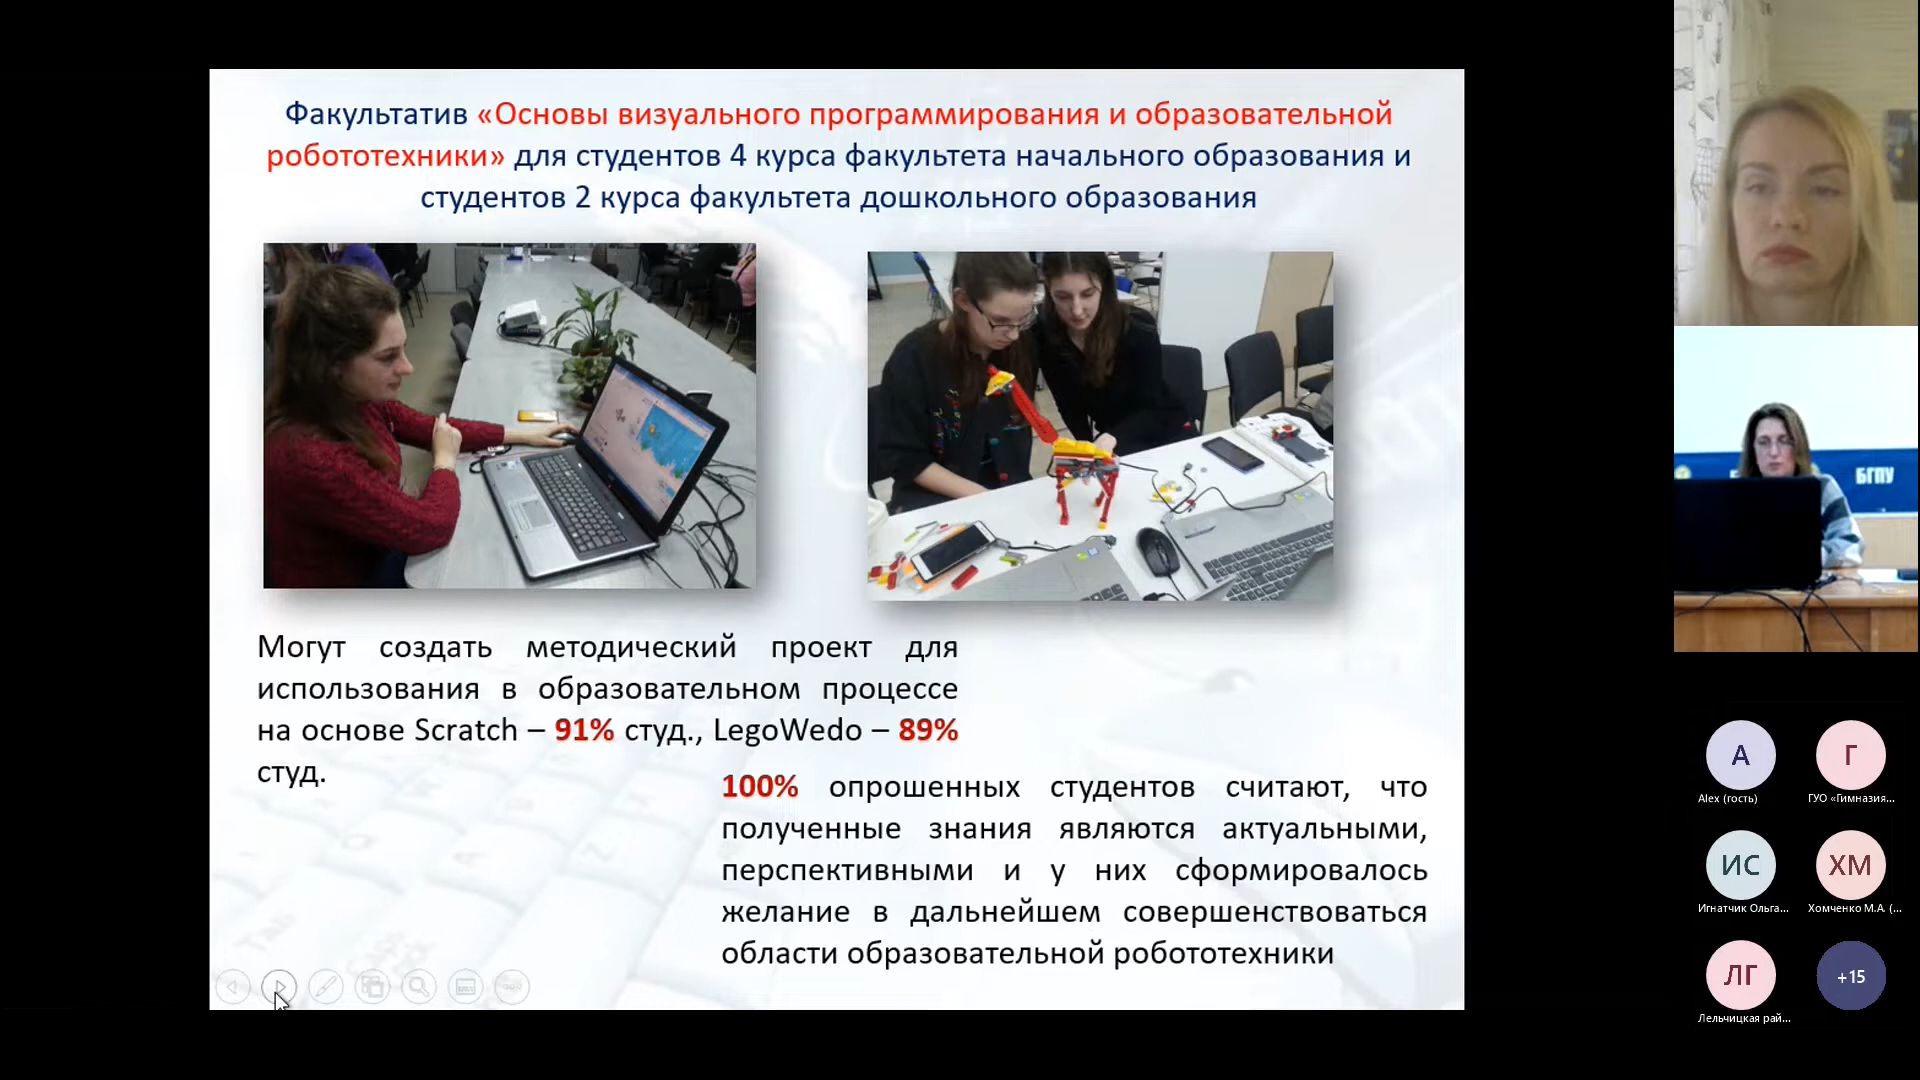 Факультатив «Основы визуального программирования и образовательной
робототехники» для студентов 4 курса факультета начального образования и
студентов 2 курса факультета дошкольного образования
Могут создать методический проект для
использования в образовательном процессе
на основе Scratch – 91% студ., LegoWedo – 89%
студ.
100% опрошенных студентов считают, что
полученные знания являются актуальными,
перспективными и у них сформировалось
желание в дальнейшем совершенствоваться
области образовательной робототехники
БГПУ
А
Г
Alex (гость)
ГУО «Гимназия...
ИС
ХМ
Игнатчик Ольга...
Хомченко М.А. (...
ЛГ
+15
Лельчицкая рай...